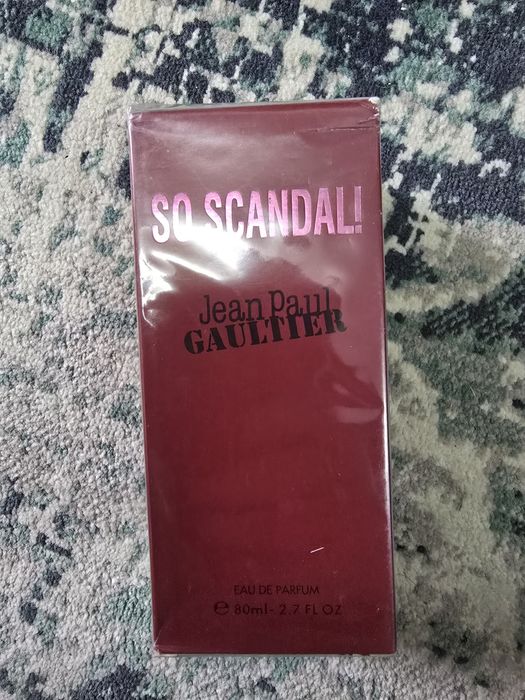 SO SCANDAL!
Jean Paul
GAULTIER
EAU DE PARFUM
℮ 80ml - 2.7 FL OZ